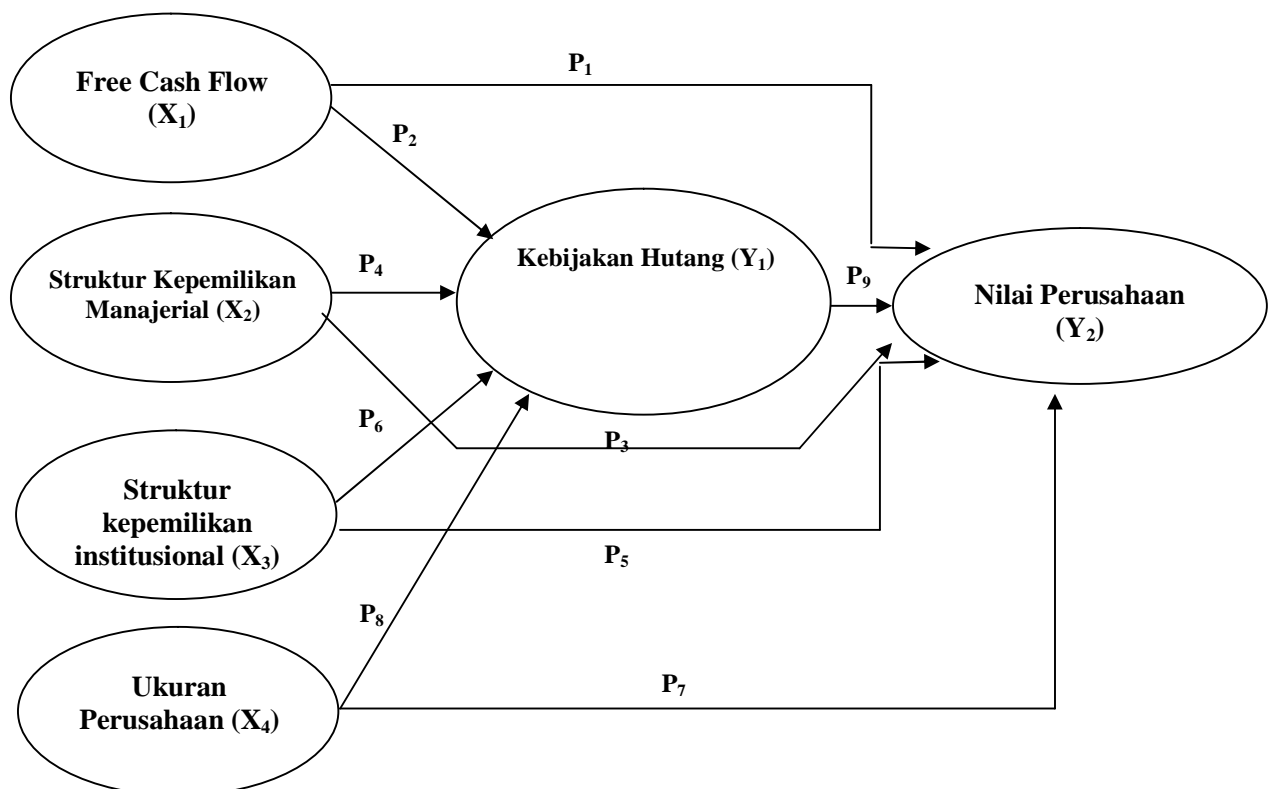 P₁
Free Cash Flow
(X₁)
P₂
Kebijakan Hutang (Y₁)
Struktur Kepemilikan
Manajerial (X₂)
P₄
P₉
Nilai Perusahaan
(Y₂)
P₆
P₃
Struktur
kepemilikan
institusional (X₃)
P₅
P₈
Ukuran
Perusahaan (X₄)
P₇